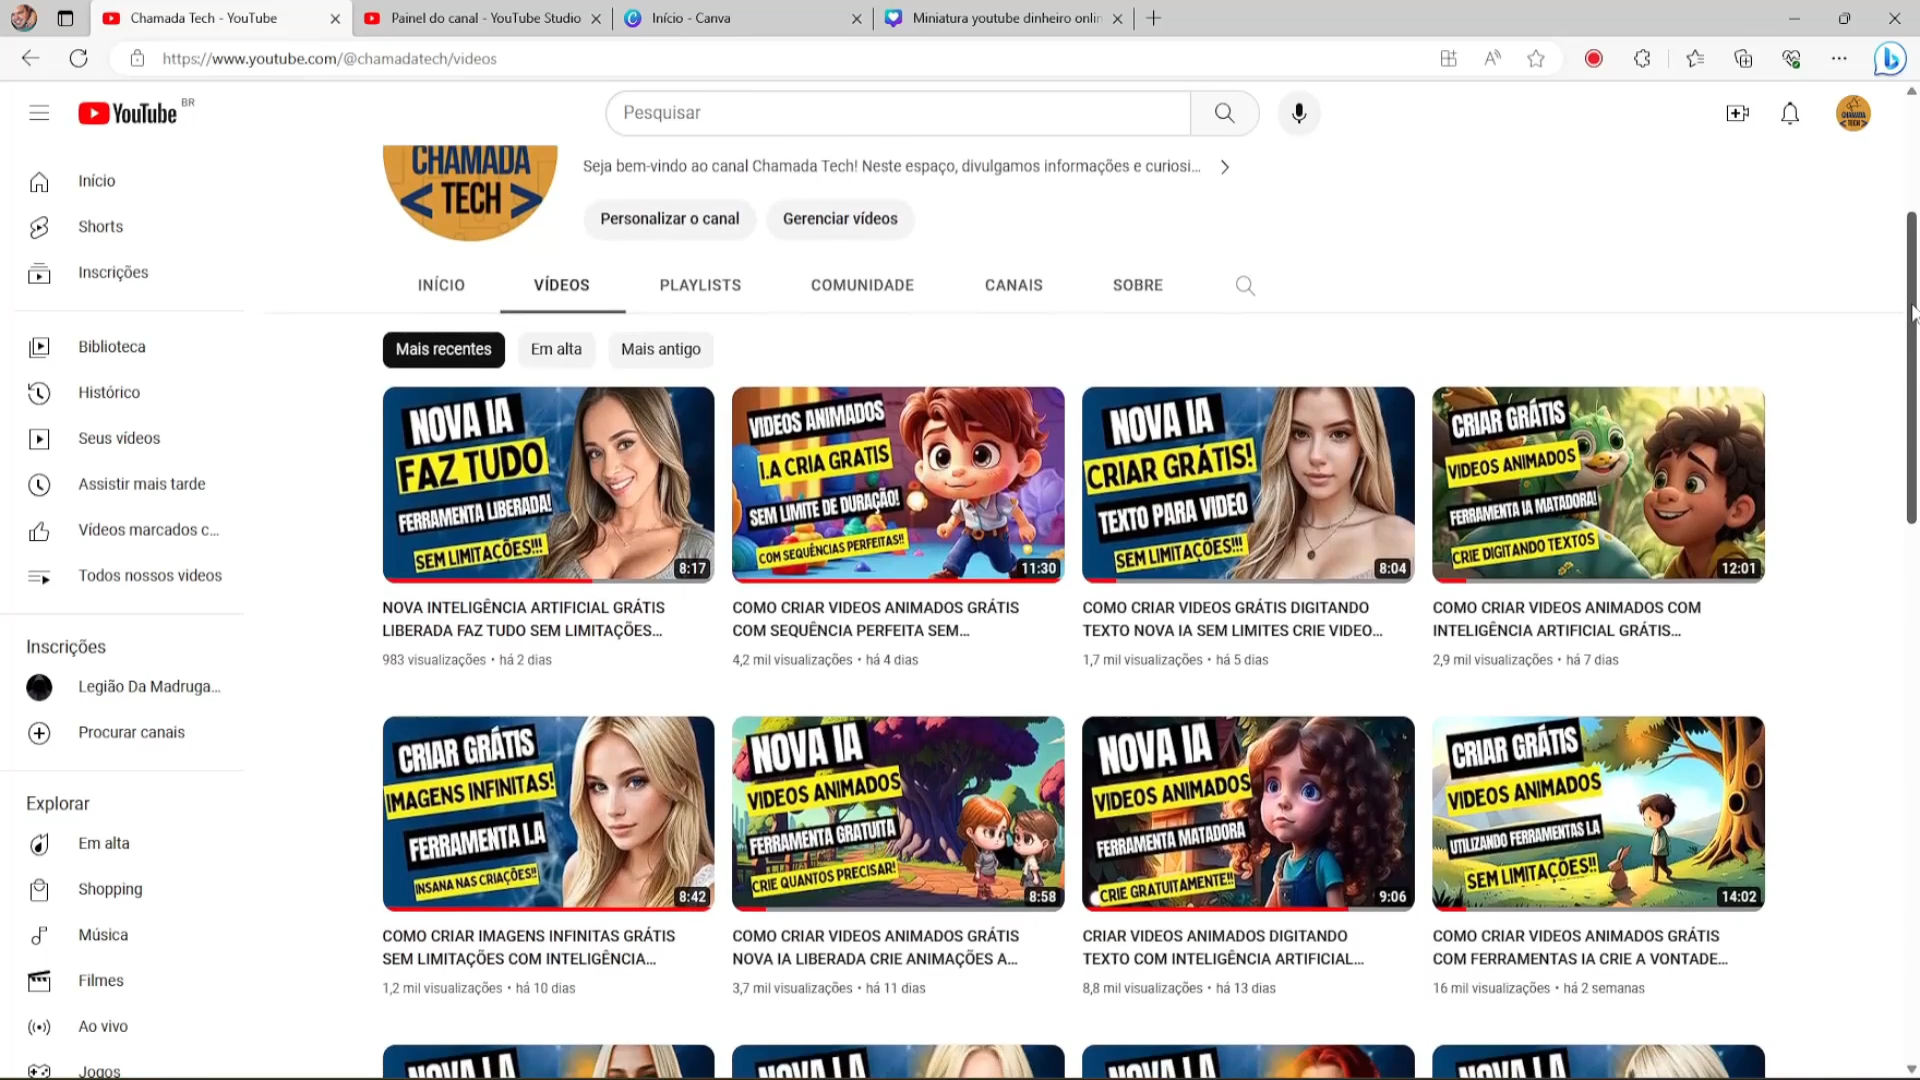 Chamada Tech - YouTube
Painel do canal - YouTube Studio
Início - Canva
Miniatura youtube dinheiro onlin
https://www.youtube.com/@chamadatech/videos
YouTube BR
Pesquisar
CHAMADA
TECH
CHAMADA
< TECH >
Seja bem-vindo ao canal Chamada Tech! Neste espaço, divulgamos informações e curiosi...
Personalizar o canal
Gerenciar vídeos
INÍCIO
VÍDEOS
PLAYLISTS
COMUNIDADE
CANAIS
SOBRE
Mais recentes
Em alta
Mais antigo
Início
Shorts
Inscrições
Biblioteca
Histórico
Seus vídeos
Assistir mais tarde
Vídeos marcados c...
Todos nossos videos
Inscrições
Legião Da Madruga...
Procurar canais
Explorar
Em alta
Shopping
Música
Filmes
Ao vivo
Jogos
NOVA IA
FAZ TUDO
FERRAMENTA LIBERADA!
SEM LIMITAÇÕES!!!
8:17
NOVA INTELIGÊNCIA ARTIFICIAL GRÁTIS
LIBERADA FAZ TUDO SEM LIMITAÇÕES...
983 visualizações • há 2 dias
VIDEOS ANIMADOS
I.A CRIA GRATIS
SEM LIMITE DE DURAÇÃO!
COM SEQUÊNCIAS PERFEITAS!!
11:30
COMO CRIAR VIDEOS ANIMADOS GRÁTIS
COM SEQUÊNCIA PERFEITA SEM...
4,2 mil visualizações • há 4 dias
NOVA IA
CRIAR GRÁTIS!
TEXTO PARA VIDEO
SEM LIMITAÇÕES!!!
8:04
COMO CRIAR VIDEOS GRÁTIS DIGITANDO
TEXTO NOVA IA SEM LIMITES CRIE VIDEO...
1,7 mil visualizações • há 5 dias
CRIAR GRÁTIS
VIDEOS ANIMADOS
FERRAMENTA IA MATADORA!
CRIE DIGITANDO TEXTOS
12:01
COMO CRIAR VIDEOS ANIMADOS COM
INTELIGÊNCIA ARTIFICIAL GRÁTIS...
2,9 mil visualizações • há 7 dias
CRIAR GRÁTIS
IMAGENS INFINITAS!
FERRAMENTA I.A
INSANA NAS CRIAÇÕES!!
8:42
COMO CRIAR IMAGENS INFINITAS GRÁTIS
SEM LIMITAÇÕES COM INTELIGÊNCIA...
1,2 mil visualizações • há 10 dias
NOVA IA
VIDEOS ANIMADOS
FERRAMENTA GRATUITA
CRIE QUANTOS PRECISAR!
8:58
COMO CRIAR VIDEOS ANIMADOS GRÁTIS
NOVA IA LIBERADA CRIE ANIMAÇÕES A...
3,7 mil visualizações • há 11 dias
NOVA IA
VIDEOS ANIMADOS
FERRAMENTA MATADORA
CRIE GRATUITAMENTE!!
9:06
CRIAR VIDEOS ANIMADOS DIGITANDO
TEXTO COM INTELIGÊNCIA ARTIFICIAL...
8,8 mil visualizações • há 13 dias
CRIAR GRÁTIS
VIDEOS ANIMADOS
UTILIZANDO FERRAMENTAS I.A
SEM LIMITAÇÕES!!
14:02
COMO CRIAR VIDEOS ANIMADOS GRÁTIS
COM FERRAMENTAS IA CRIE A VONTADE...
16 mil visualizações • há 2 semanas
NOVA I.A
NOVA I.A
NOVA I.A
NOVA I.A